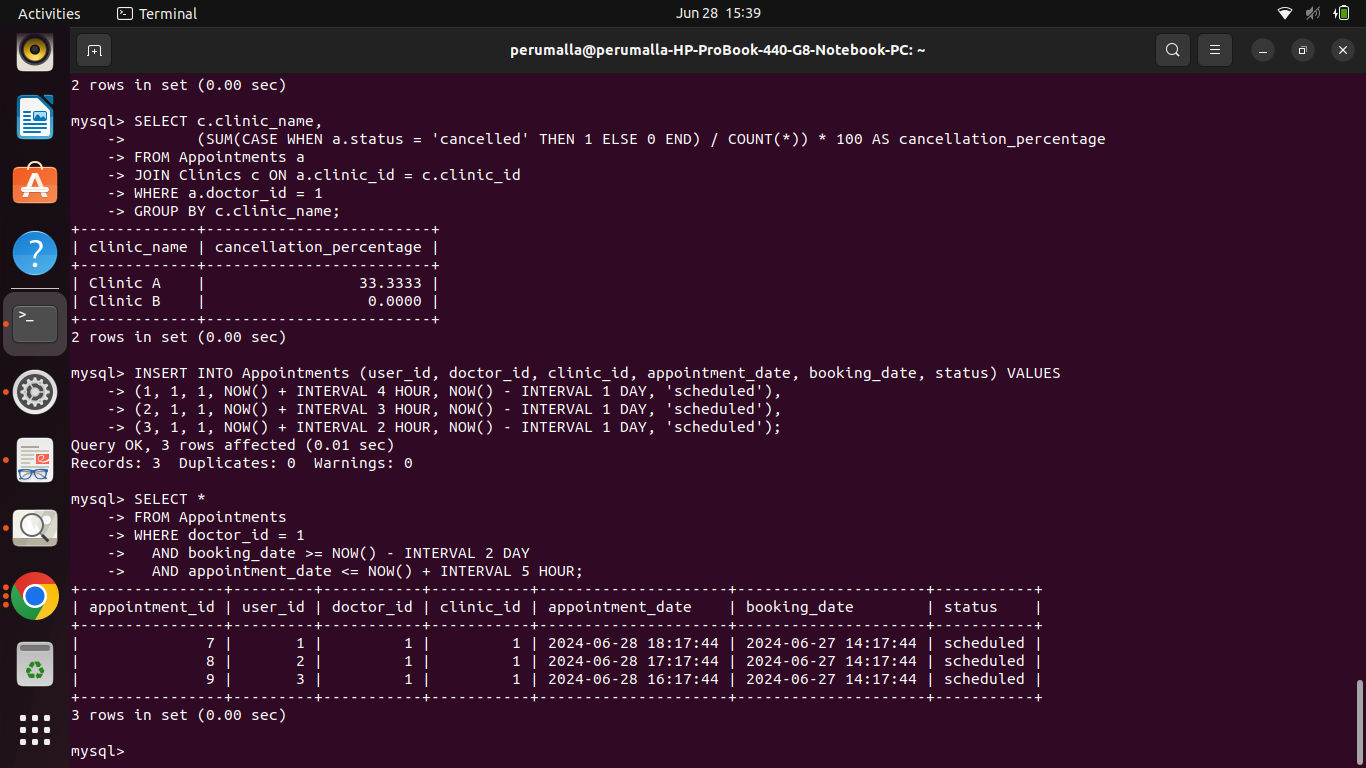 Activities
Terminal
Jun 28 15:39
perumalla@perumalla-HP-ProBook-440-G8-Notebook-PC: ~
2 rows in set (0.00 sec)
mysql> SELECT c.clinic_name,
    ->        (SUM(CASE WHEN a.status = 'cancelled' THEN 1 ELSE 0 END) / COUNT(*)) * 100 AS cancellation_percentage
    -> FROM Appointments a
    -> JOIN Clinics c ON a.clinic_id = c.clinic_id
    -> WHERE a.doctor_id = 1
    -> GROUP BY c.clinic_name;
+-------------+-------------------------+
| clinic_name | cancellation_percentage |
+-------------+-------------------------+
| Clinic A    |                 33.3333 |
| Clinic B    |                  0.0000 |
+-------------+-------------------------+
2 rows in set (0.00 sec)
mysql> INSERT INTO Appointments (user_id, doctor_id, clinic_id, appointment_date, booking_date, status) VALUES
    -> (1, 1, 1, NOW() + INTERVAL 4 HOUR, NOW() - INTERVAL 1 DAY, 'scheduled'),
    -> (2, 1, 1, NOW() + INTERVAL 3 HOUR, NOW() - INTERVAL 1 DAY, 'scheduled'),
    -> (3, 1, 1, NOW() + INTERVAL 2 HOUR, NOW() - INTERVAL 1 DAY, 'scheduled');
Query OK, 3 rows affected (0.01 sec)
Records: 3  Duplicates: 0  Warnings: 0
mysql> SELECT *
    -> FROM Appointments
    -> WHERE doctor_id = 1
    ->   AND booking_date >= NOW() - INTERVAL 2 DAY
    ->   AND appointment_date <= NOW() + INTERVAL 5 HOUR;
+----------------+---------+-----------+-----------+---------------------+---------------------+-----------+
| appointment_id | user_id | doctor_id | clinic_id | appointment_date    | booking_date        | status    |
+----------------+---------+-----------+-----------+---------------------+---------------------+-----------+
|              7 |       1 |         1 |         1 | 2024-06-28 18:17:44 | 2024-06-27 14:17:44 | scheduled |
|              8 |       2 |         1 |         1 | 2024-06-28 17:17:44 | 2024-06-27 14:17:44 | scheduled |
|              9 |       3 |         1 |         1 | 2024-06-28 16:17:44 | 2024-06-27 14:17:44 | scheduled |
+----------------+---------+-----------+-----------+---------------------+---------------------+-----------+
3 rows in set (0.00 sec)
mysql>